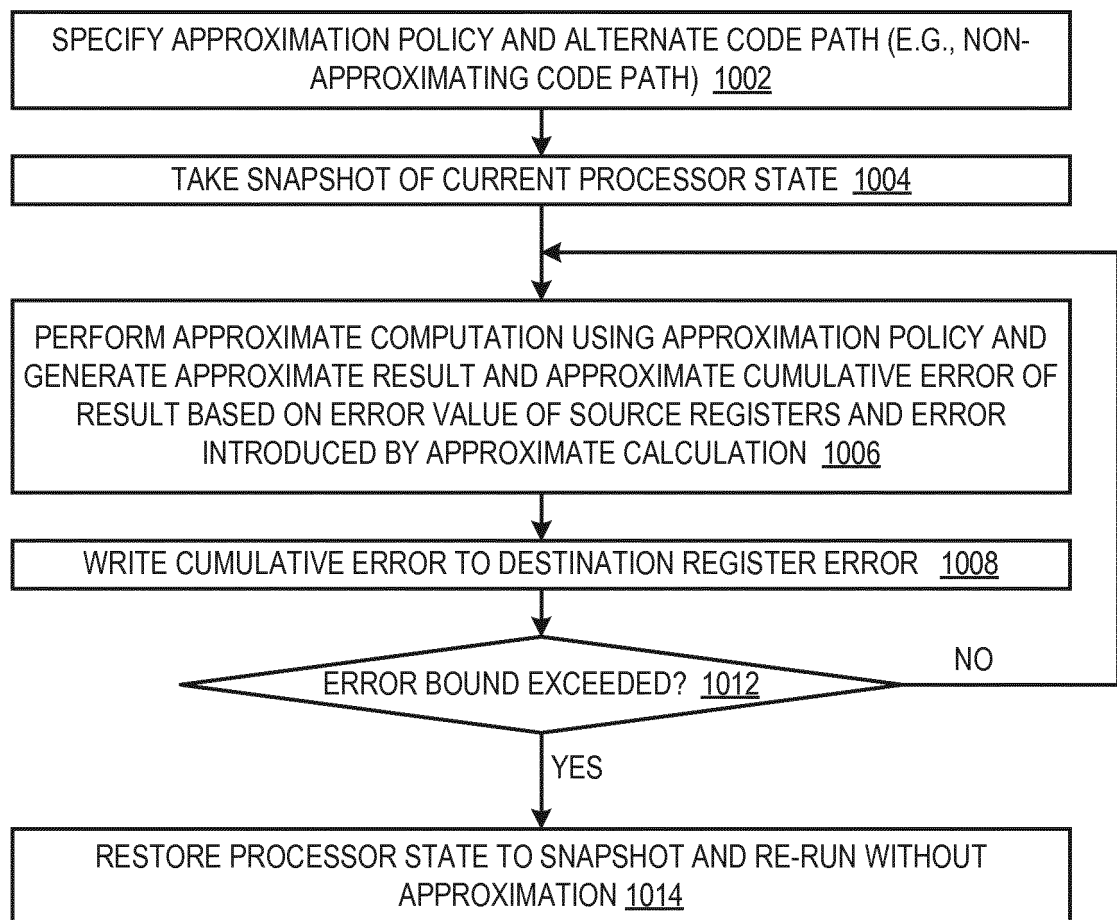 SPECIFY APPROXIMATION POLICY AND ALTERNATE CODE PATH (E.G., NON-
APPROXIMATING CODE PATH) 1002
TAKE SNAPSHOT OF CURRENT PROCESSOR STATE 1004
PERFORM APPROXIMATE COMPUTATION USING APPROXIMATION POLICY AND
GENERATE APPROXIMATE RESULT AND APPROXIMATE CUMULATIVE ERROR OF
RESULT BASED ON ERROR VALUE OF SOURCE REGISTERS AND ERROR
INTRODUCED BY APPROXIMATE CALCULATION 1006
WRITE CUMULATIVE ERROR TO DESTINATION REGISTER ERROR 1008
ERROR BOUND EXCEEDED? 1012
NO
YES
RESTORE PROCESSOR STATE TO SNAPSHOT AND RE-RUN WITHOUT
APPROXIMATION 1014